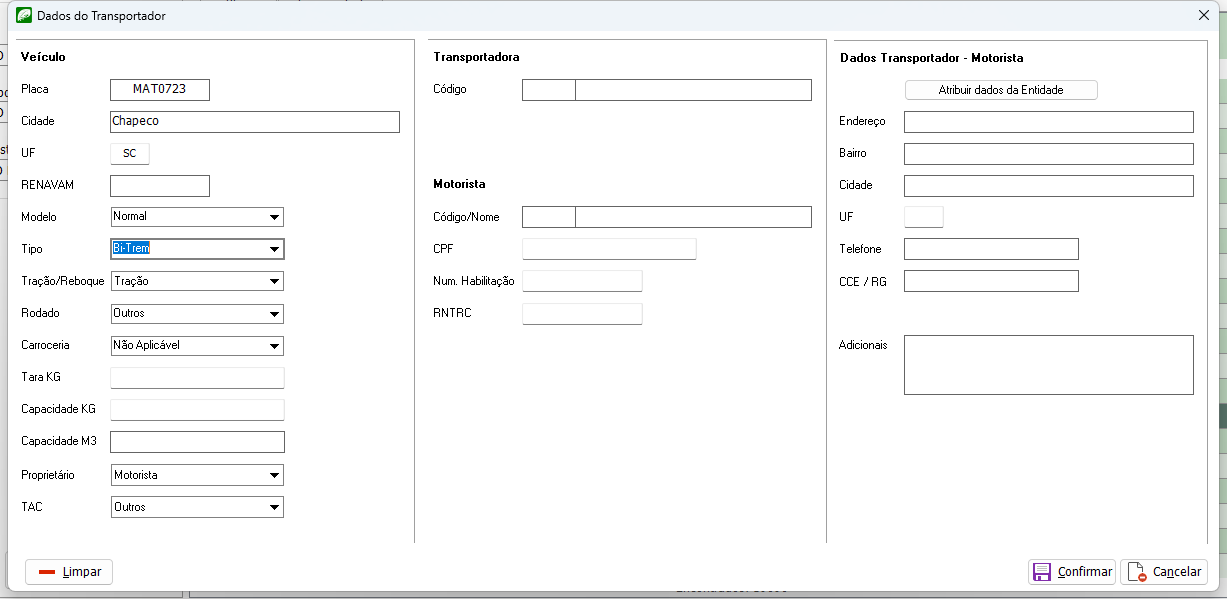 Dados do Transportador
Veículo
Placa MAT0723
Cidade Chapeco
UF SC
RENAVAM
Modelo Normal
Tipo Bi-Trem
Tração/Reboque Tração
Rodado Outros
Carroceria Não Aplicável
Tara KG
Capacidade KG
Capacidade M3
Proprietário Motorista
TAC Outros
Transportadora
Código
Motorista
Código/Nome
CPF
Num. Habilitação
RNTRC
Dados Transportador - Motorista
Atribuir dados da Entidade
Endereço
Bairro
Cidade
UF
Telefone
CCE / RG
Adicionais
Limpar
Confirmar
Cancelar